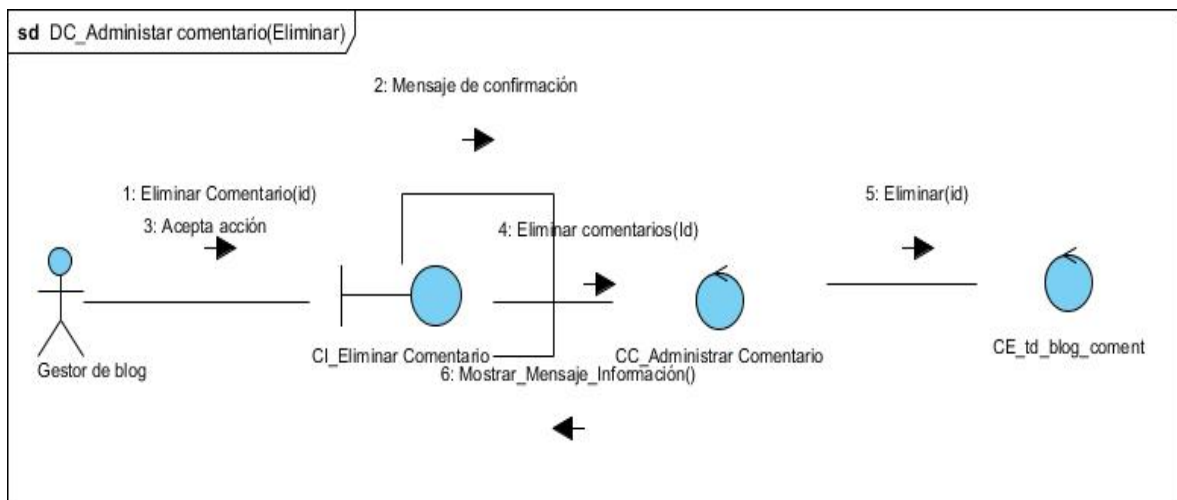 sd DC_Administar comentario(Eliminar)
2: Mensaje de confirmación
1: Eliminar Comentario(id)
3: Acepta acción
4: Eliminar comentarios(Id)
5: Eliminar(id)
Gestor de blog
CI_Eliminar Comentario
CC_Administrar Comentario
CE_td_blog_coment
6: Mostrar_Mensaje_Información()